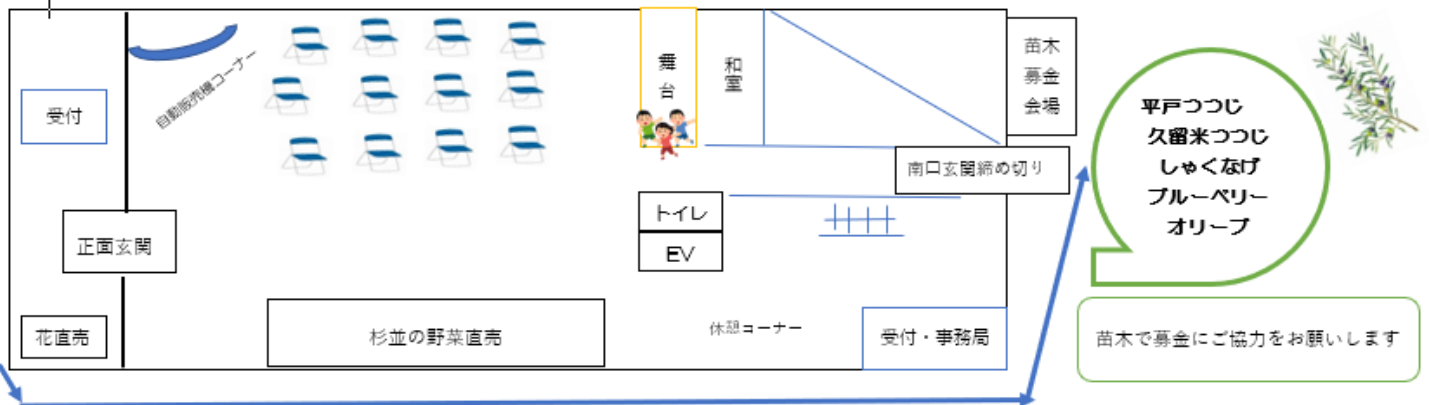 受付
自動販売機コーナー
正面玄関
花直売
杉並の野菜直売
舞台
和室
トイレ
EV
休憩コーナー
受付・事務局
南口玄関締め切り
苗木
募金
会場
平戸つつじ
久留米つつじ
しゃくなげ
ブルーベリー
オリーブ
苗木で募金にご協力をお願いします